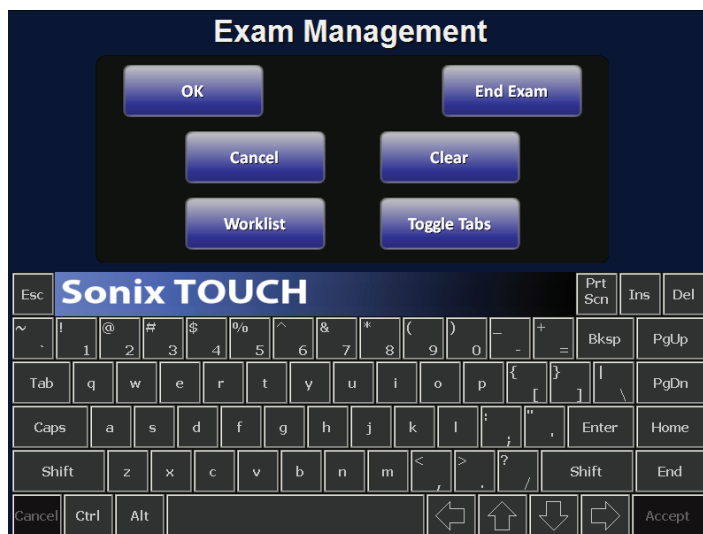 Exam Management
OK End Exam
Cancel Clear
Worklist Toggle Tabs
Esc Sonix TOUCH Prt Scn Ins Del
~ ` ! 1 @ 2 # 3 $ 4 % 5 ^ 6 & 7 * 8 ( 9 ) 0 _ - + = Bksp PgUp
Tab q w e r t y u i o p { [ } ] | \ PgDn
Caps a s d f g h j k l : ; " ' Enter Home
Shift z x c v b n m < , > . ? / Shift End
Cancel Ctrl Alt Accept